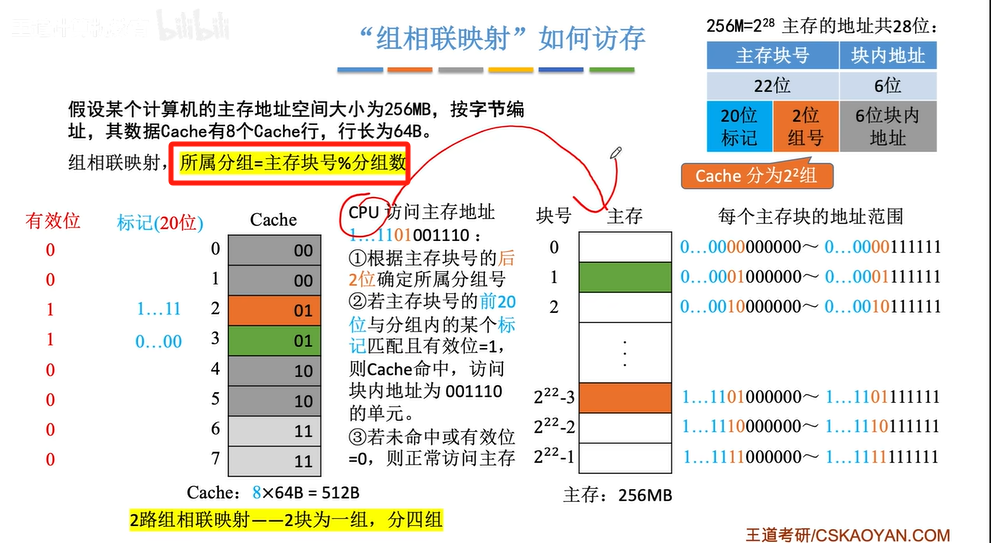 bilibili
“组相联映射”如何访存
256M=2²⁸ 主存的地址共28位：
主存块号 块内地址
22位 6位
20位标记 2位组号 6位块内地址
Cache 分为2²组
假设某个计算机的主存地址空间大小为256MB，按字节编
址，其数据Cache有8个Cache行，行长为64B。
组相联映射，所属分组=主存块号%分组数
有效位 标记(20位) Cache
0 0 00
0 1 00
1 1…11 2 01
1 0…00 3 01
0 4 10
0 5 10
0 6 11
0 7 11
Cache：8×64B = 512B
2路组相联映射——2块为一组，分四组
CPU 访问主存地址
1…1101001110：
①根据主存块号的后
2位确定所属分组号
②若主存块号的前20
位与分组内的某个标
记匹配且有效位=1，
则Cache命中，访问
块内地址为 001110
的单元。
③若未命中或有效位
=0，则正常访问主存
块号 主存 每个主存块的地址范围
0 0…0000000000～ 0…0000111111
1 0…0001000000～ 0…0001111111
2 0…0010000000～ 0…0010111111
⋮
2²²-3 1…1101000000～ 1…1101111111
2²²-2 1…1110000000～ 1…1110111111
2²²-1 1…1111000000～ 1…1111111111
主存：256MB
王道考研/CSKAOYAN.COM